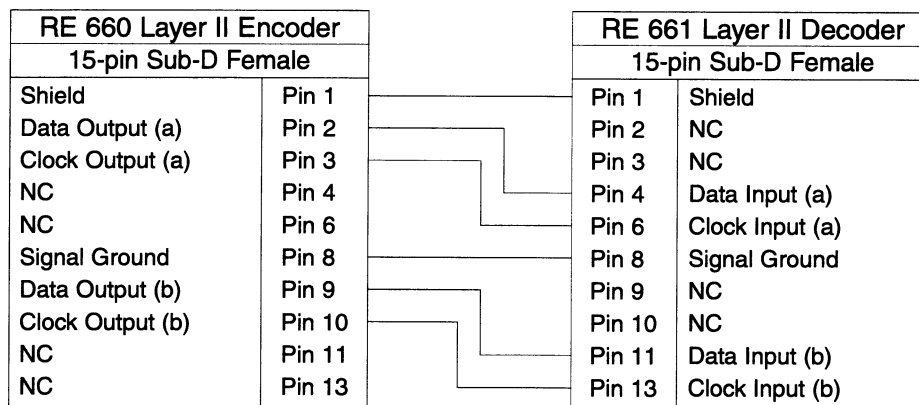 RE 660 Layer II Encoder
15-pin Sub-D Female
Shield Pin 1
Data Output (a) Pin 2
Clock Output (a) Pin 3
NC Pin 4
NC Pin 6
Signal Ground Pin 8
Data Output (b) Pin 9
Clock Output (b) Pin 10
NC Pin 11
NC Pin 13
RE 661 Layer II Decoder
15-pin Sub-D Female
Pin 1 Shield
Pin 2 NC
Pin 3 NC
Pin 4 Data Input (a)
Pin 6 Clock Input (a)
Pin 8 Signal Ground
Pin 9 NC
Pin 10 NC
Pin 11 Data Input (b)
Pin 13 Clock Input (b)